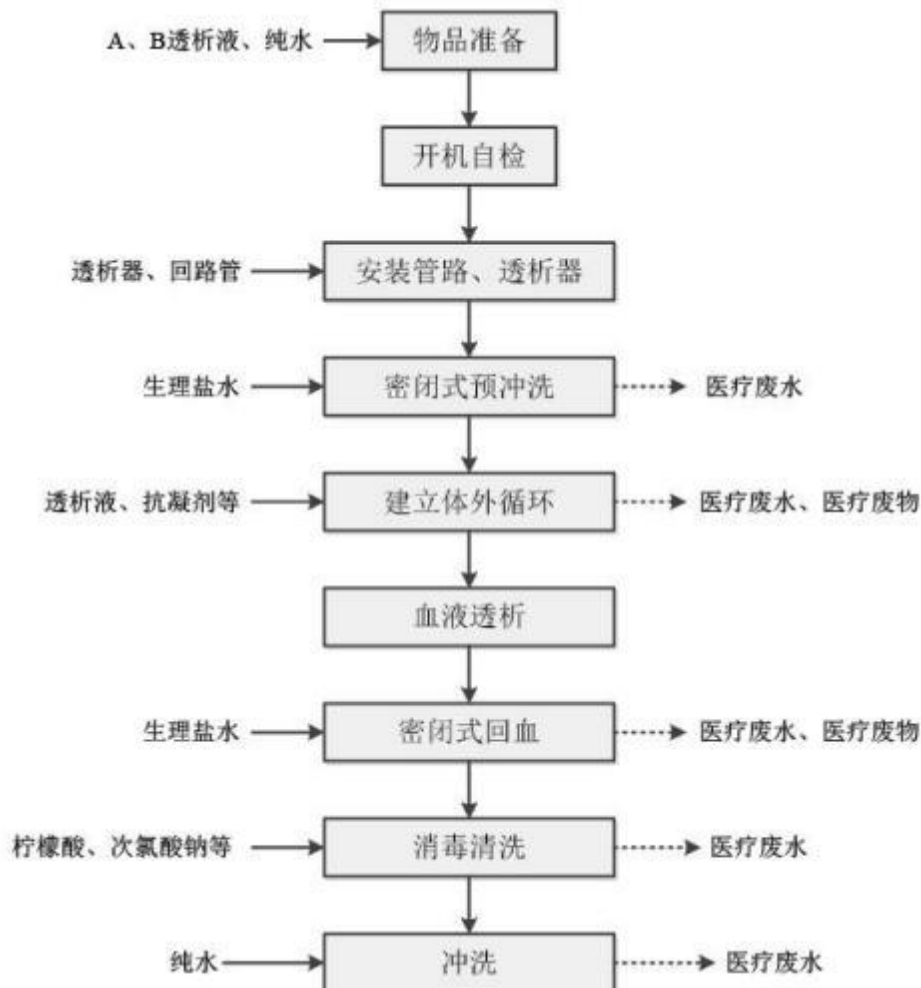 A、B透析液、纯水
物品准备
开机自检
透析器、回路管
安装管路、透析器
生理盐水
密闭式预冲洗
医疗废水
透析液、抗凝剂等
建立体外循环
医疗废水、医疗废物
血液透析
生理盐水
密闭式回血
医疗废水、医疗废物
柠檬酸、次氯酸钠等
消毒清洗
医疗废水
纯水
冲洗
医疗废水